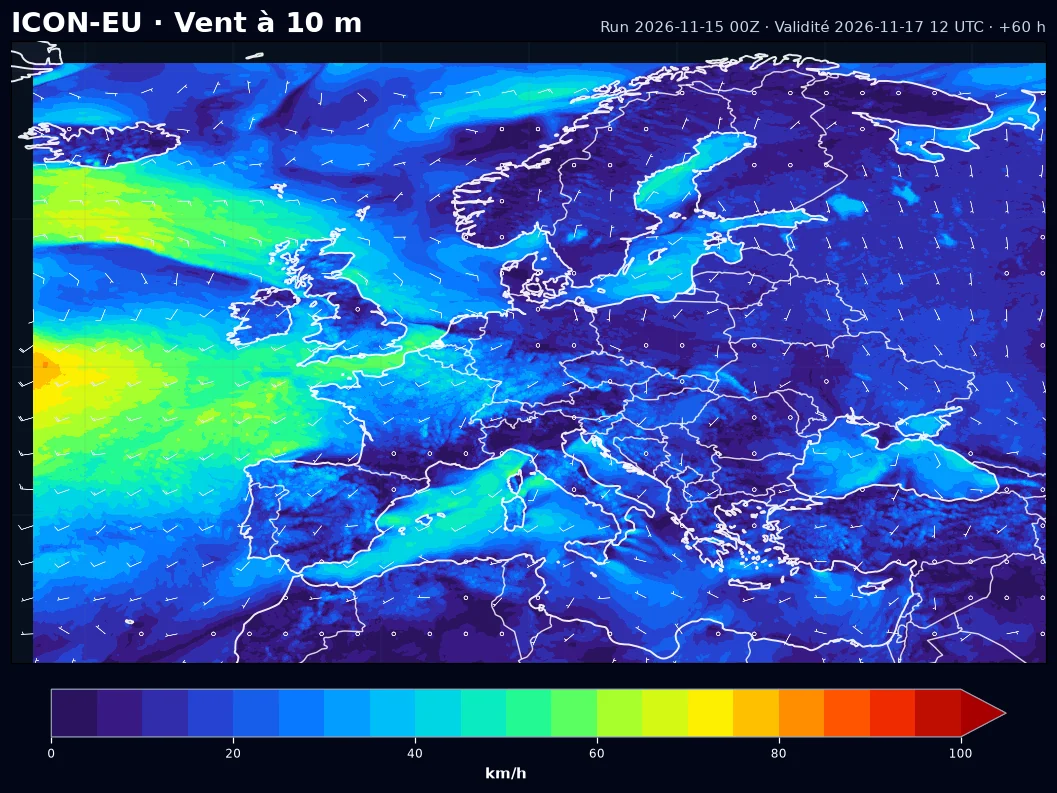 ICON-EU · Vent à 10 m
Run 2026-11-15 00Z · Validité 2026-11-17 12 UTC · +60 h
0 20 40 60 80 100
km/h